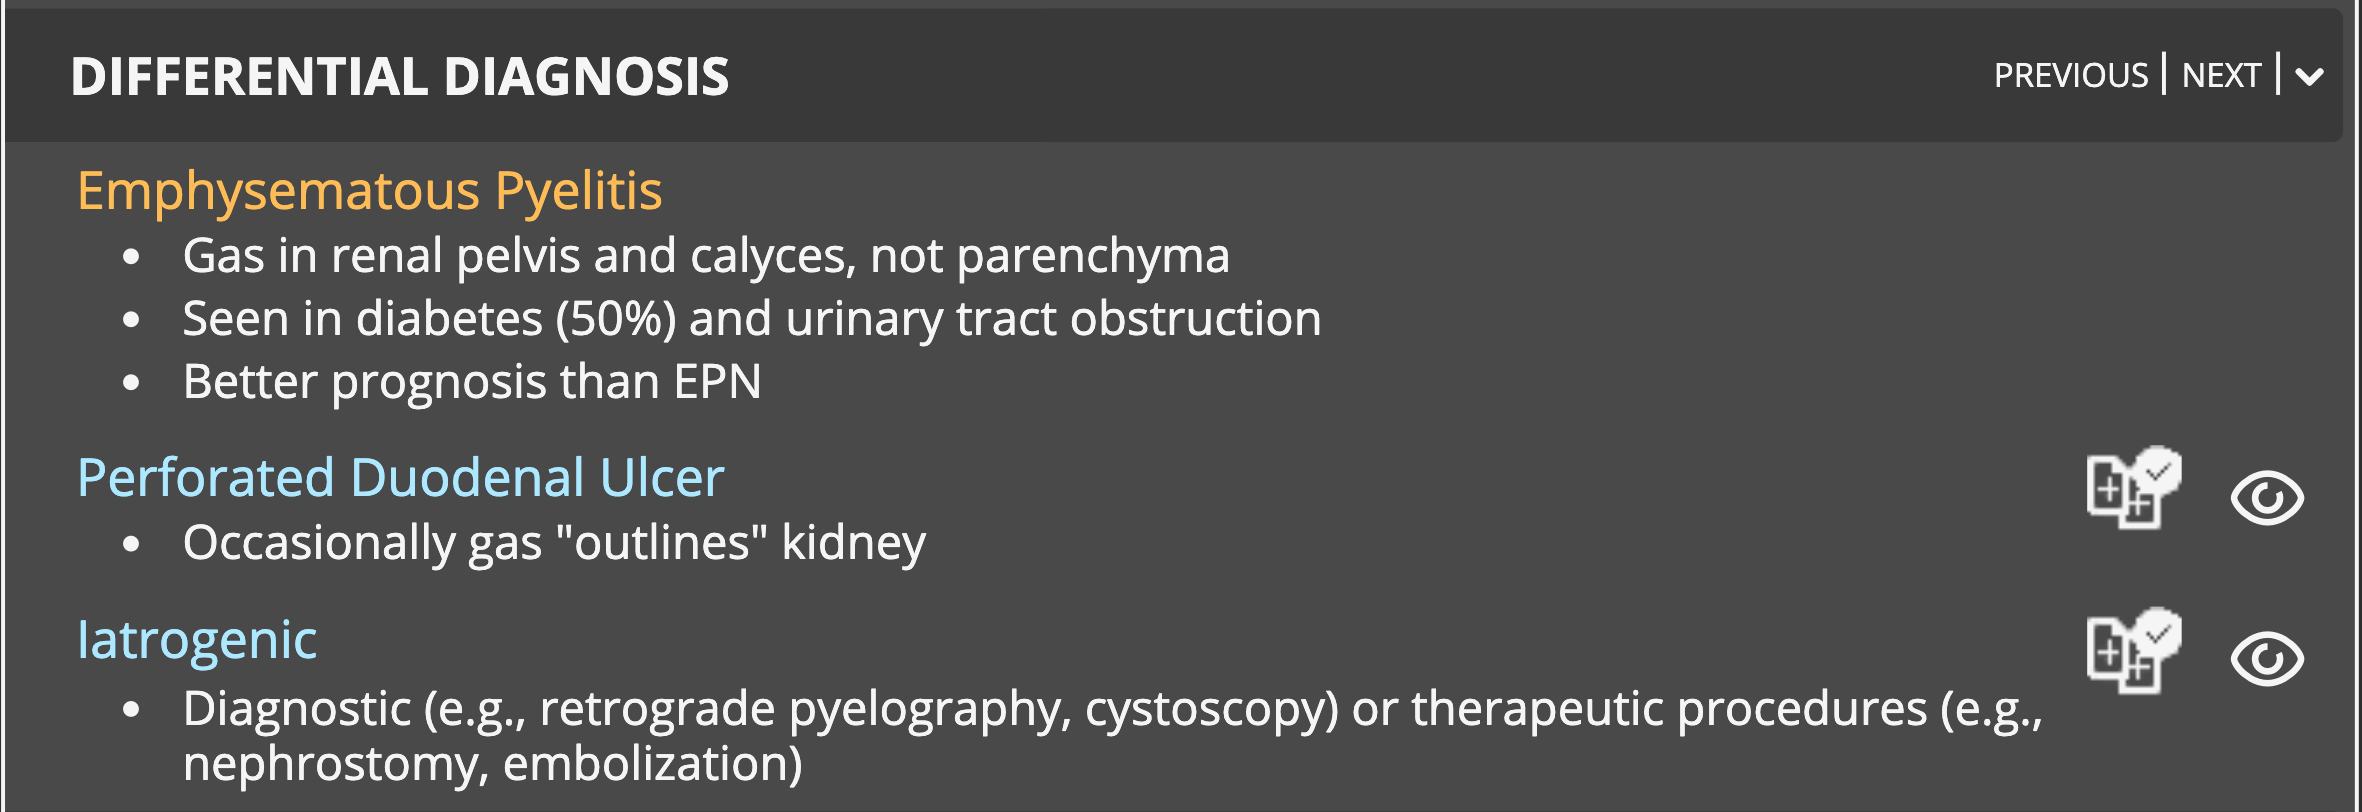 DIFFERENTIAL DIAGNOSIS
PREVIOUS | NEXT |
Emphysematous Pyelitis
• Gas in renal pelvis and calyces, not parenchyma
• Seen in diabetes (50%) and urinary tract obstruction
• Better prognosis than EPN
Perforated Duodenal Ulcer
• Occasionally gas "outlines" kidney
Iatrogenic
• Diagnostic (e.g., retrograde pyelography, cystoscopy) or therapeutic procedures (e.g.,
nephrostomy, embolization)